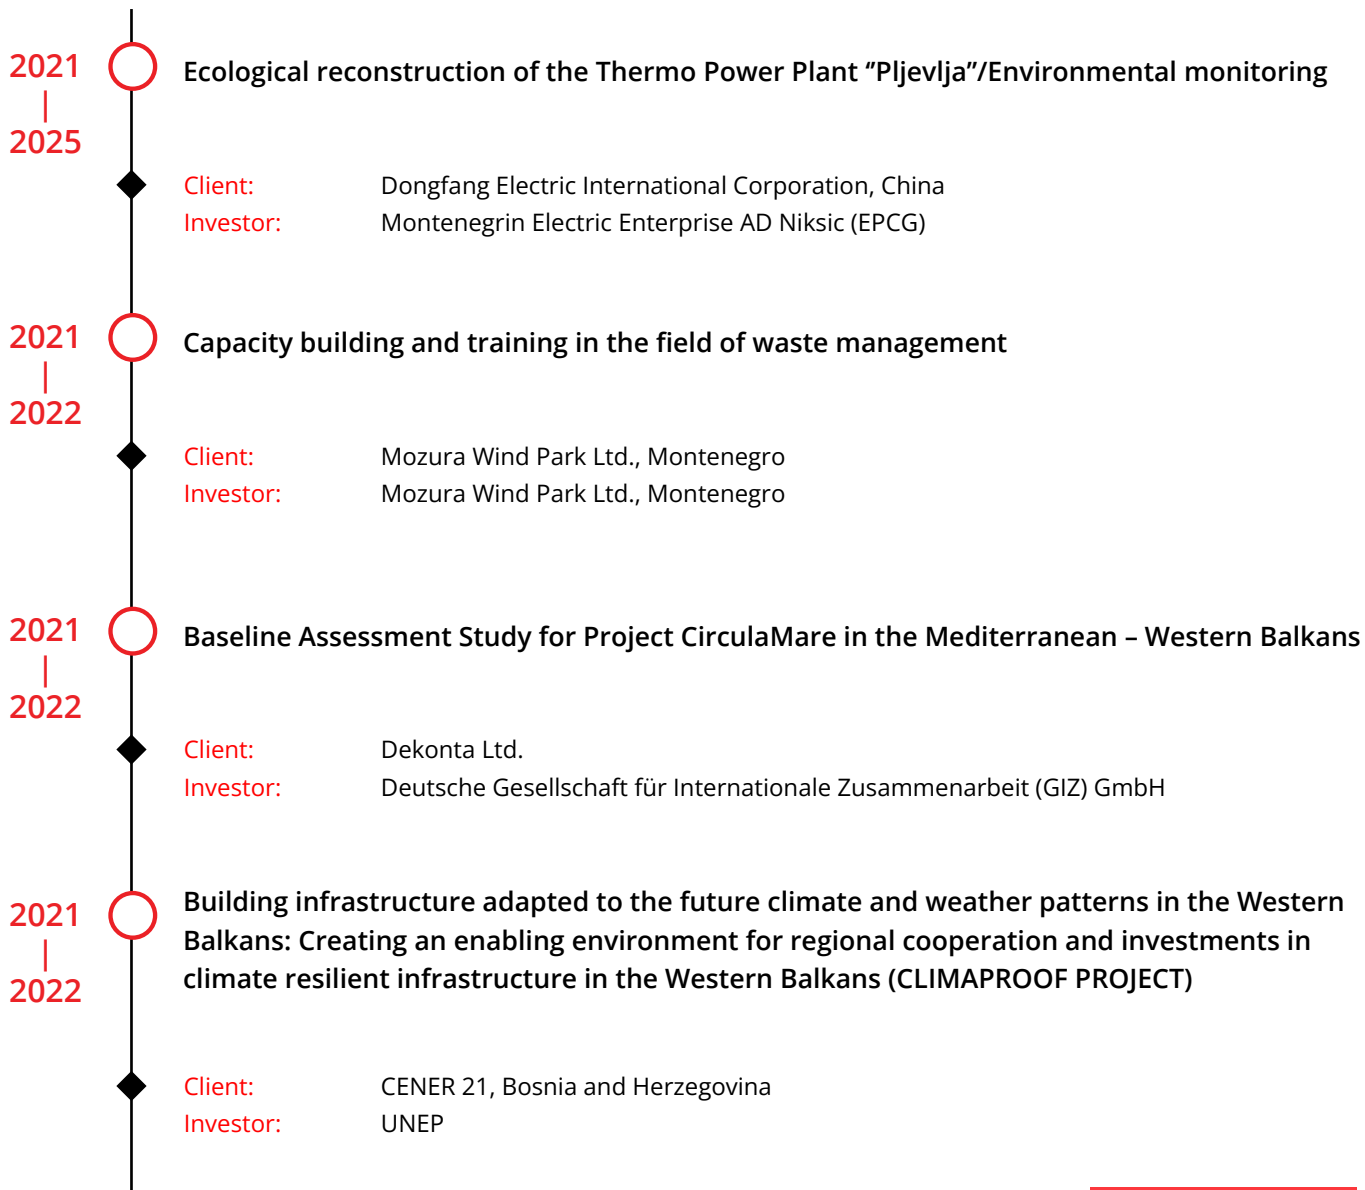 2021
|
2025
Ecological reconstruction of the Thermo Power Plant “Pljevlja”/Environmental monitoring
Client: Dongfang Electric International Corporation, China
Investor: Montenegrin Electric Enterprise AD Niksic (EPCG)
2021
|
2022
Capacity building and training in the field of waste management
Client: Mozura Wind Park Ltd., Montenegro
Investor: Mozura Wind Park Ltd., Montenegro
2021
|
2022
Baseline Assessment Study for Project CirculaMare in the Mediterranean – Western Balkans
Client: Dekonta Ltd.
Investor: Deutsche Gesellschaft für Internationale Zusammenarbeit (GIZ) GmbH
2021
|
2022
Building infrastructure adapted to the future climate and weather patterns in the Western
Balkans: Creating an enabling environment for regional cooperation and investments in
climate resilient infrastructure in the Western Balkans (CLIMAPROOF PROJECT)
Client: CENER 21, Bosnia and Herzegovina
Investor: UNEP